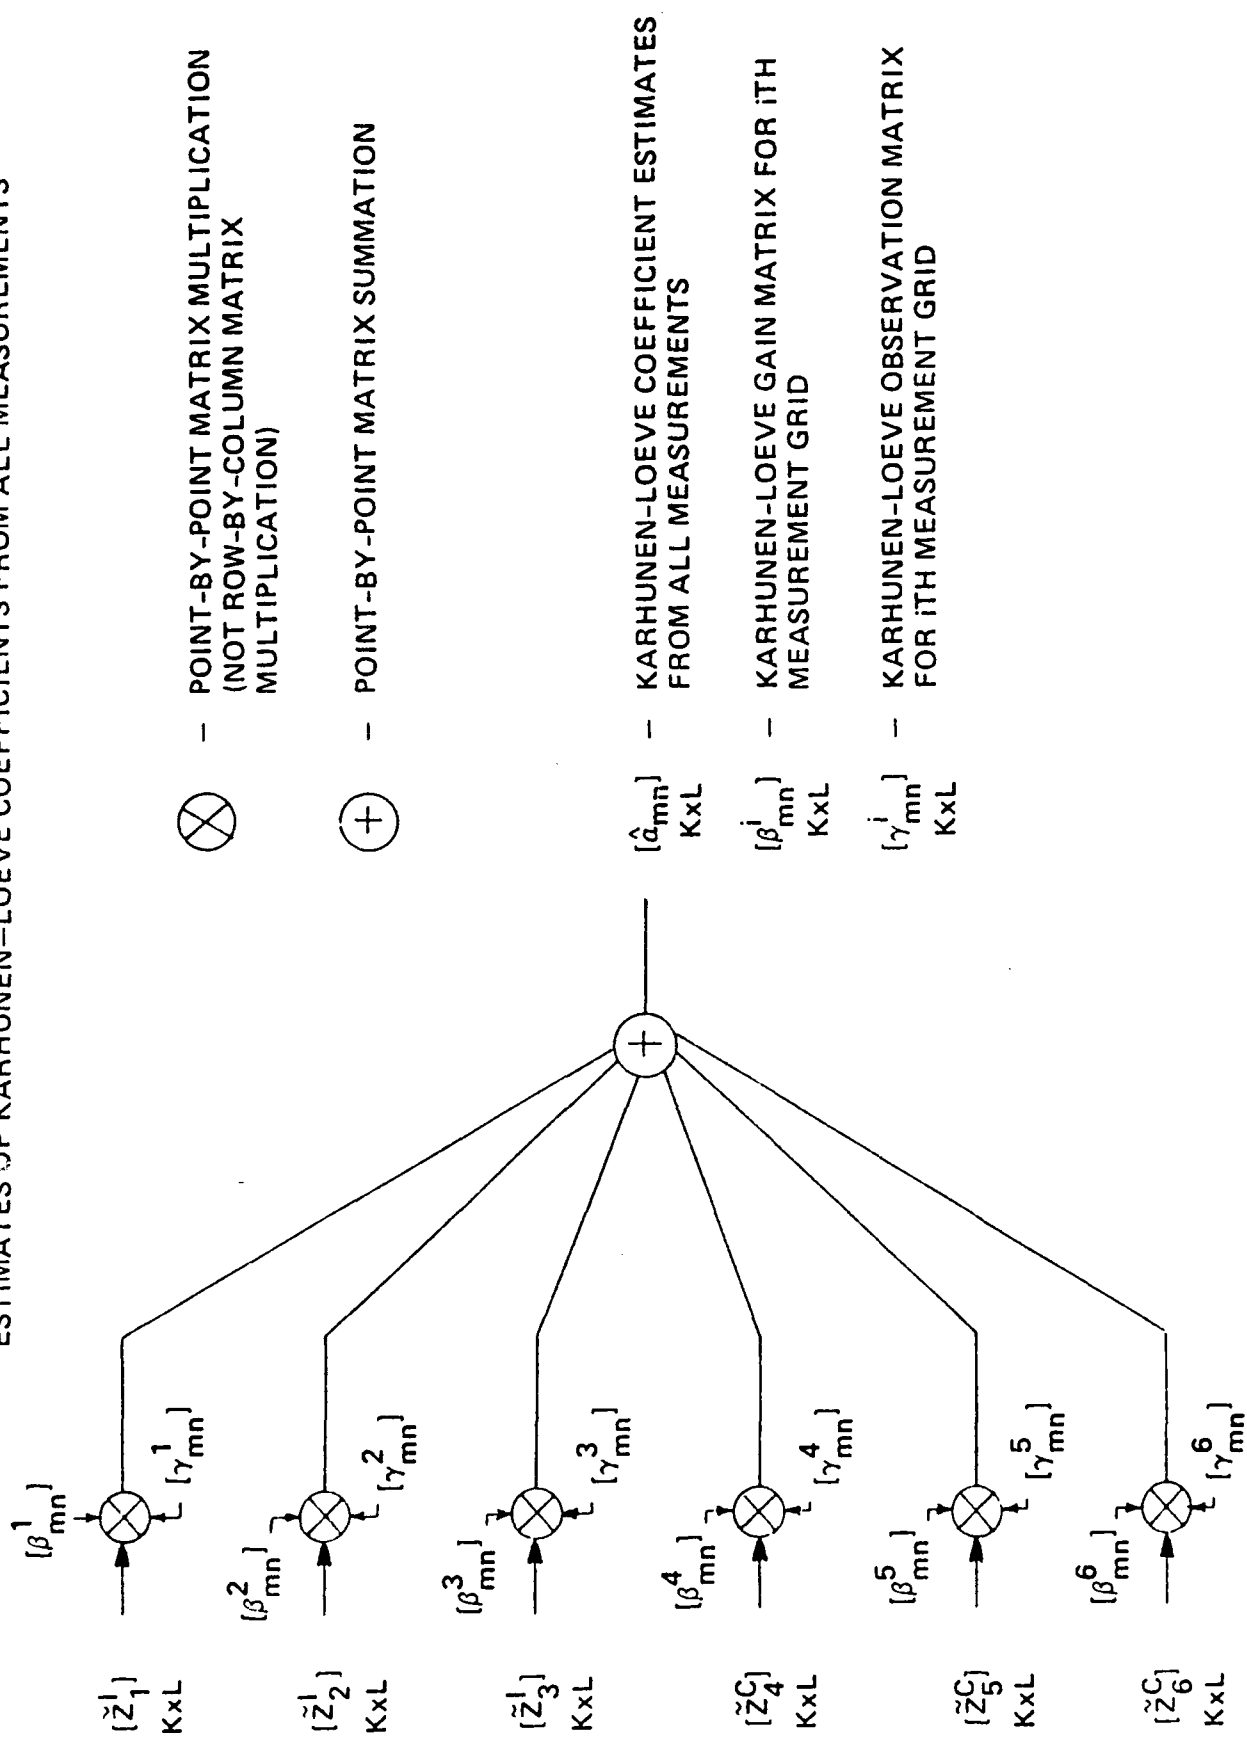 ESTIMATES OF KARHUNEN-LOEVE COEFFICIENTS FROM ALL MEASUREMENTS
[β¹mn]
[Z̃ᴵ₁]
KxL
[γ¹mn]
[β²mn]
[Z̃ᴵ₂]
KxL
[γ²mn]
[β³mn]
[Z̃ᴵ₃]
KxL
[γ³mn]
[β⁴mn]
[Z̃ᶜ₄]
KxL
[γ⁴mn]
[β⁵mn]
[Z̃ᶜ₅]
KxL
[γ⁵mn]
[β⁶mn]
[Z̃ᶜ₆]
KxL
[γ⁶mn]
+
⊗ – POINT-BY-POINT MATRIX MULTIPLICATION
(NOT ROW-BY-COLUMN MATRIX
MULTIPLICATION)
⊕ – POINT-BY-POINT MATRIX SUMMATION
[âmn] – KARHUNEN-LOEVE COEFFICIENT ESTIMATES
KxL FROM ALL MEASUREMENTS
[βⁱmn] – KARHUNEN-LOEVE GAIN MATRIX FOR iTH
KxL MEASUREMENT GRID
[γⁱmn] – KARHUNEN-LOEVE OBSERVATION MATRIX
KxL FOR iTH MEASUREMENT GRID